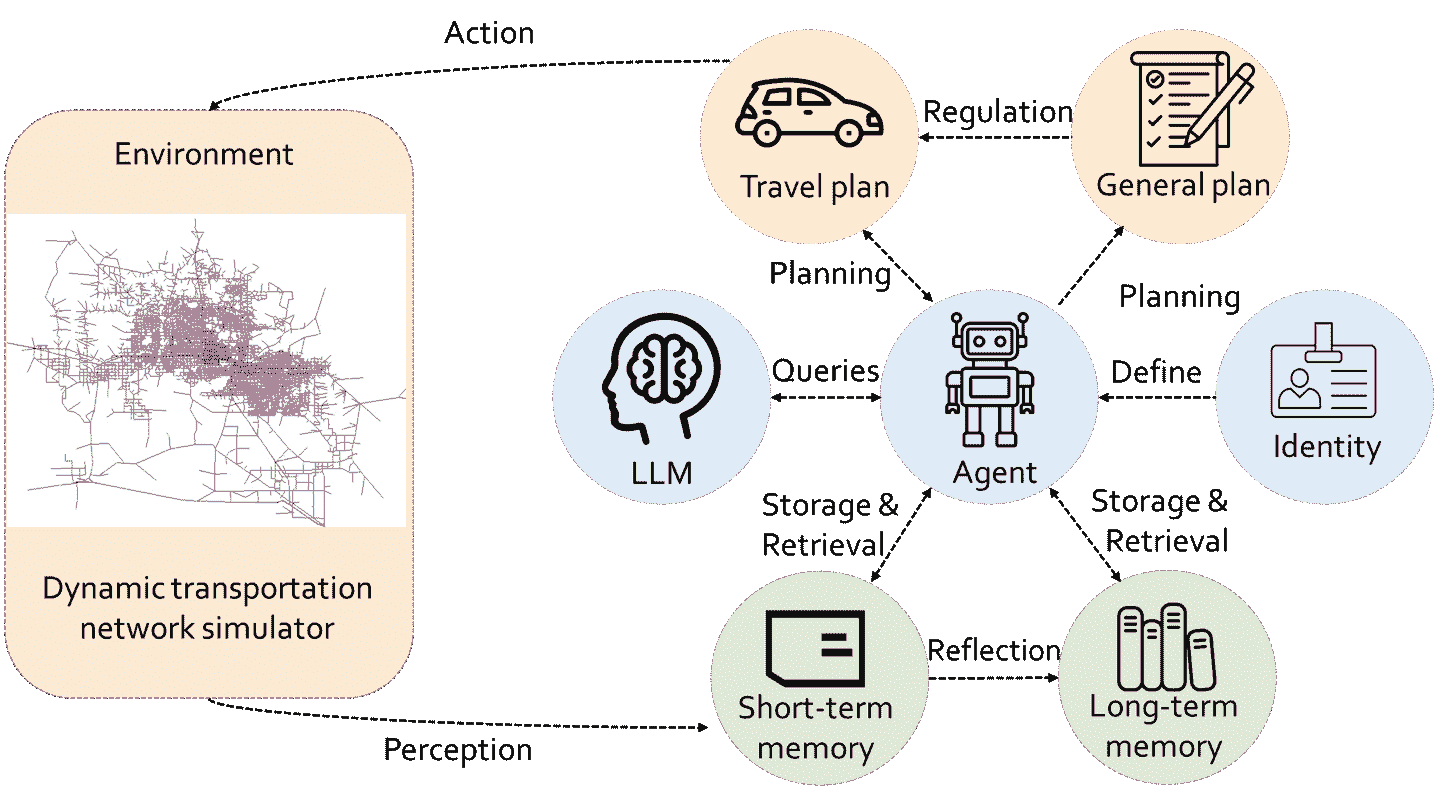 Action
Environment
Dynamic transportation
network simulator
Perception
Travel plan
Regulation
General plan
Planning
Planning
LLM
Queries
Agent
Define
Identity
Storage &
Retrieval
Storage &
Retrieval
Short-term
memory
Reflection
Long-term
memory